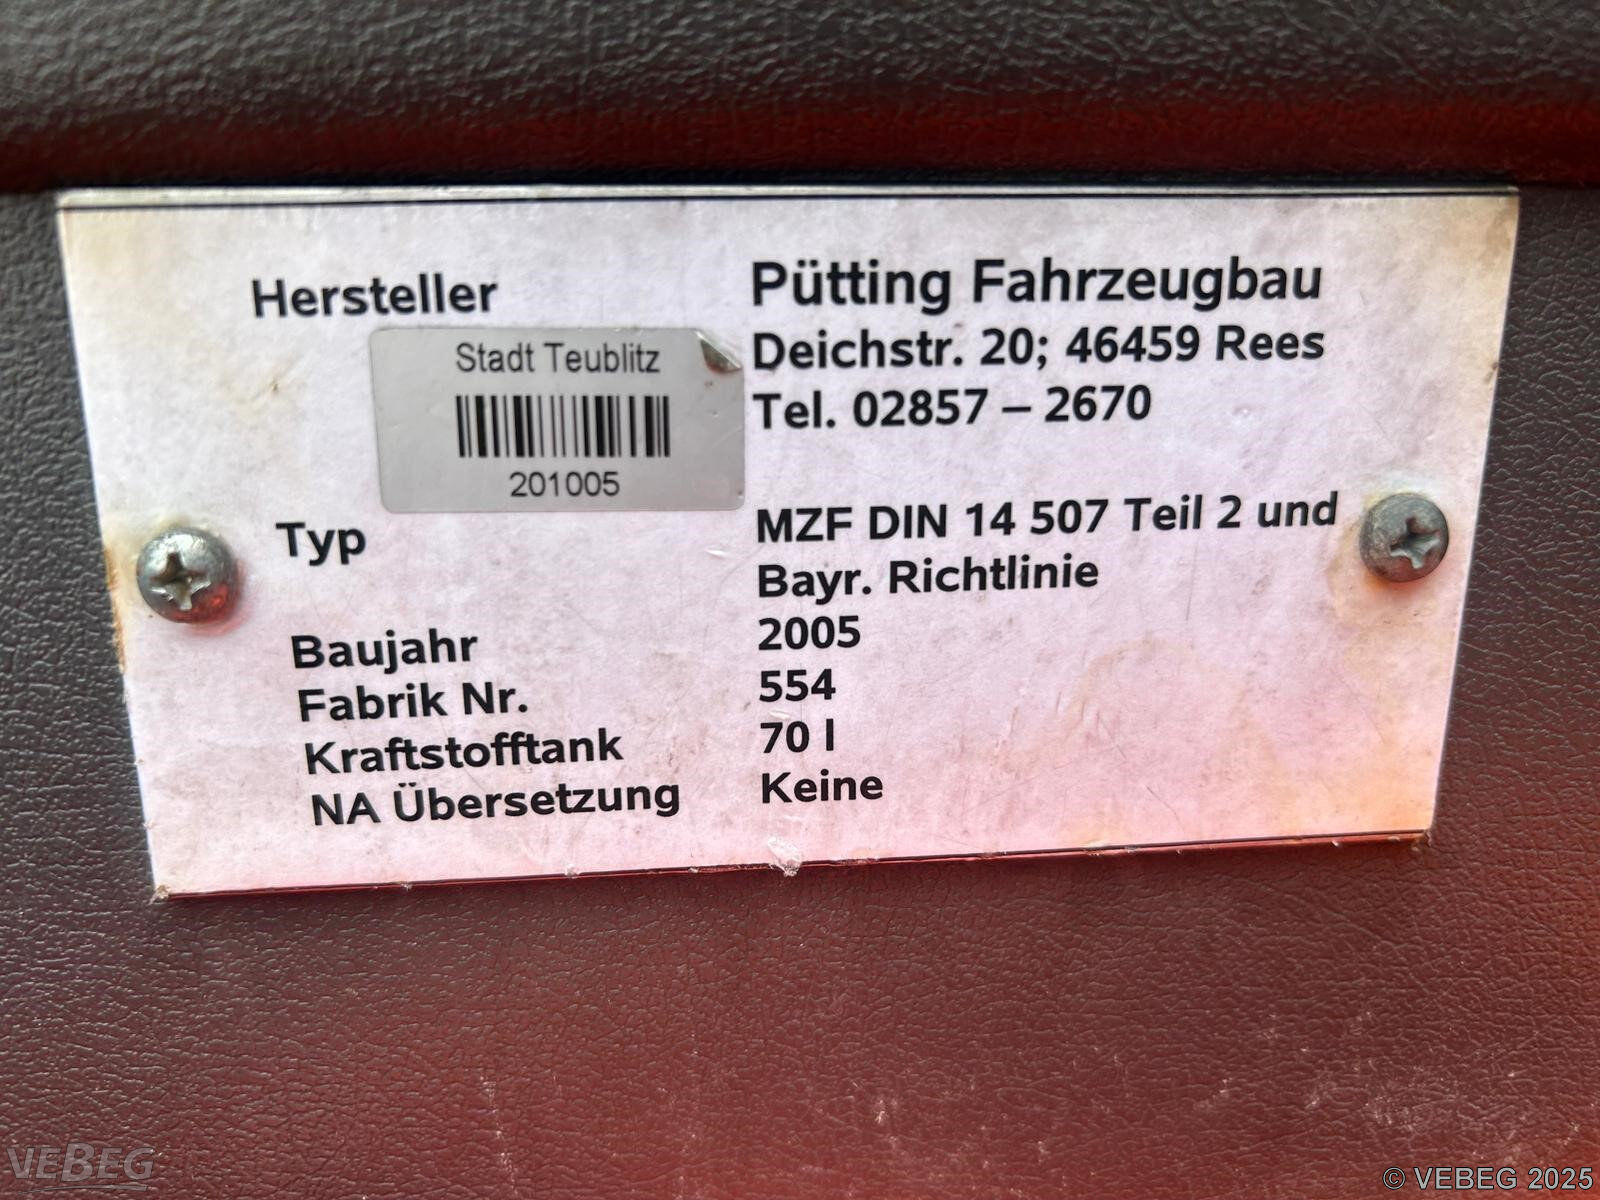 Hersteller
Pütting Fahrzeugbau
Deichstr. 20; 46459 Rees
Tel. 02857 – 2670
Stadt Teublitz
201005
Typ
MZF DIN 14 507 Teil 2 und
Bayr. Richtlinie
Baujahr 2005
Fabrik Nr. 554
Kraftstofftank 70 l
NA Übersetzung Keine
VEBEG
© VEBEG 2025